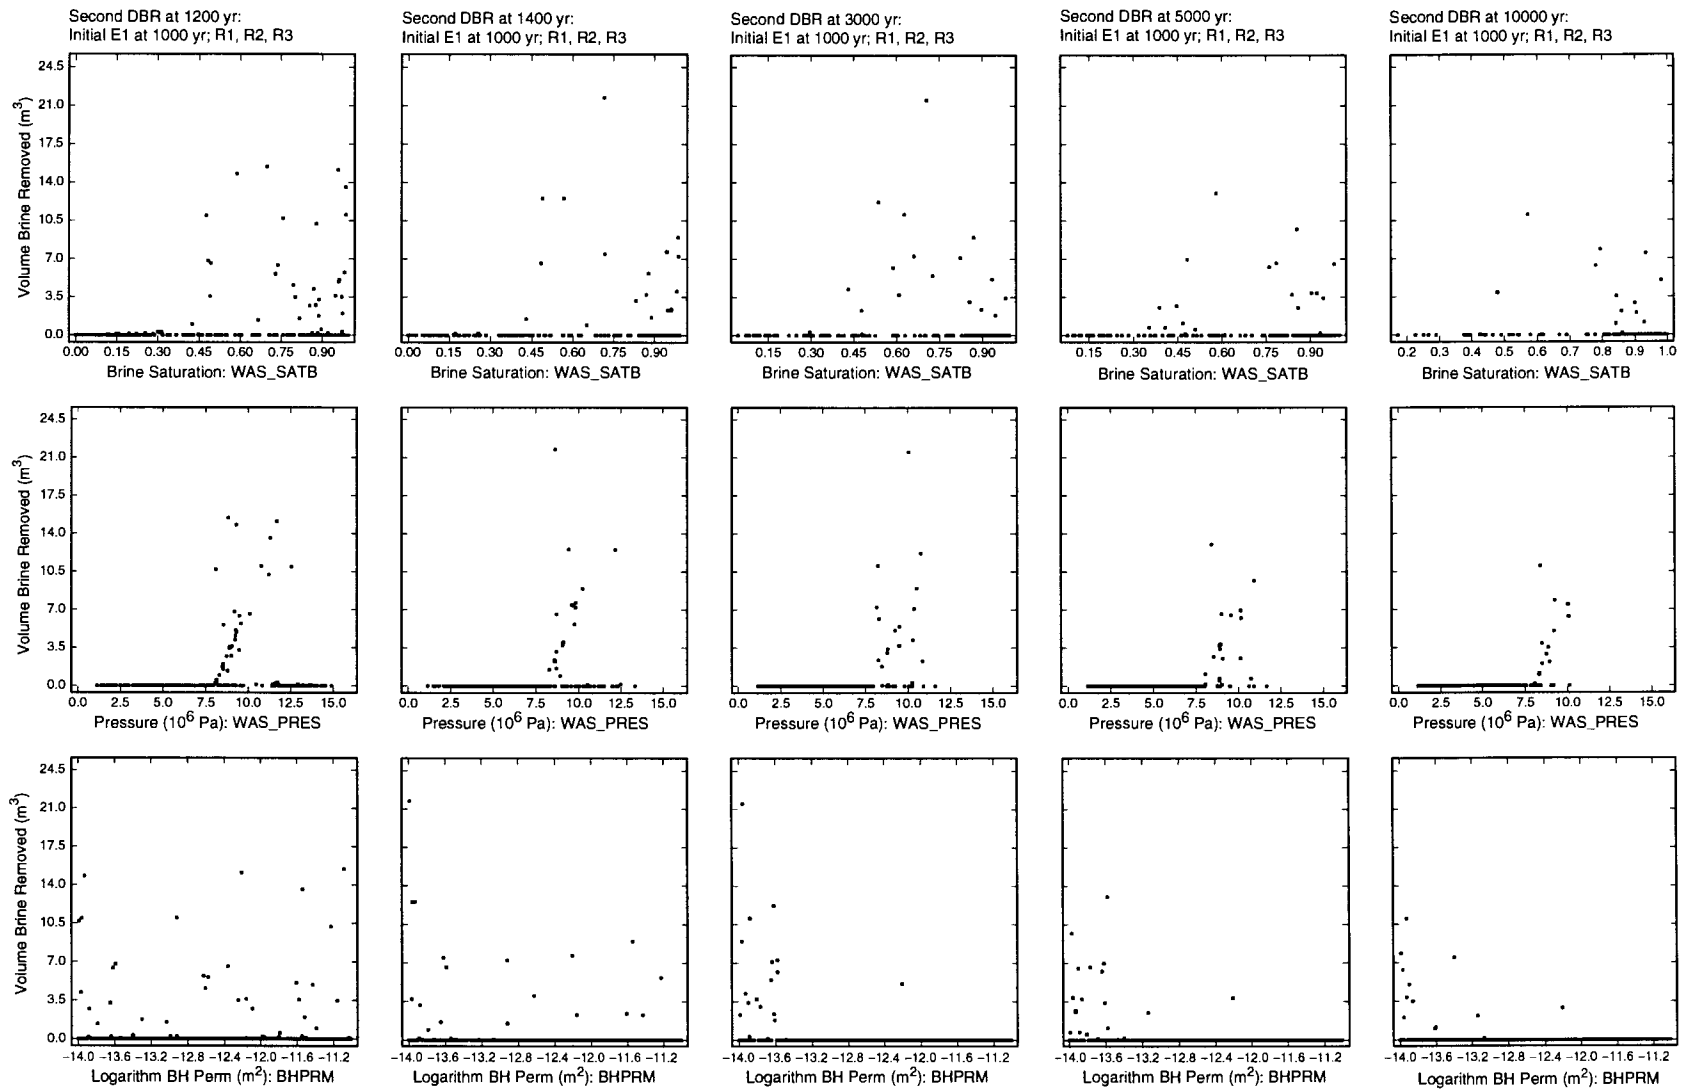 Second DBR at 1200 yr:
Initial E1 at 1000 yr; R1, R2, R3
Second DBR at 1400 yr:
Initial E1 at 1000 yr; R1, R2, R3
Second DBR at 3000 yr:
Initial E1 at 1000 yr; R1, R2, R3
Second DBR at 5000 yr:
Initial E1 at 1000 yr; R1, R2, R3
Second DBR at 10000 yr:
Initial E1 at 1000 yr; R1, R2, R3
Volume Brine Removed (m³)
24.5
21.0
17.5
14.0
10.5
7.0
3.5
0.0
0.00 0.15 0.30 0.45 0.60 0.75 0.90
0.00 0.15 0.30 0.45 0.60 0.75 0.90
0.15 0.30 0.45 0.60 0.75 0.90
0.15 0.30 0.45 0.60 0.75 0.90
0.2 0.3 0.4 0.5 0.6 0.7 0.8 0.9 1.0
Brine Saturation: WAS_SATB
Brine Saturation: WAS_SATB
Brine Saturation: WAS_SATB
Brine Saturation: WAS_SATB
Brine Saturation: WAS_SATB
Volume Brine Removed (m³)
24.5
21.0
17.5
14.0
10.5
7.0
3.5
0.0
0.0 2.5 5.0 7.5 10.0 12.5 15.0
0.0 2.5 5.0 7.5 10.0 12.5 15.0
0.0 2.5 5.0 7.5 10.0 12.5 15.0
0.0 2.5 5.0 7.5 10.0 12.5 15.0
0.0 2.5 5.0 7.5 10.0 12.5 15.0
Pressure (10⁶ Pa): WAS_PRES
Pressure (10⁶ Pa): WAS_PRES
Pressure (10⁶ Pa): WAS_PRES
Pressure (10⁶ Pa): WAS_PRES
Pressure (10⁶ Pa): WAS_PRES
Volume Brine Removed (m³)
24.5
21.0
17.5
14.0
10.5
7.0
3.5
0.0
−14.0 −13.6 −13.2 −12.8 −12.4 −12.0 −11.6 −11.2
−14.0 −13.6 −13.2 −12.8 −12.4 −12.0 −11.6 −11.2
−14.0 −13.6 −13.2 −12.8 −12.4 −12.0 −11.6 −11.2
−14.0 −13.6 −13.2 −12.8 −12.4 −12.0 −11.6 −11.2
−14.0 −13.6 −13.2 −12.8 −12.4 −12.0 −11.6 −11.2
Logarithm BH Perm (m²): BHPRM
Logarithm BH Perm (m²): BHPRM
Logarithm BH Perm (m²): BHPRM
Logarithm BH Perm (m²): BHPRM
Logarithm BH Perm (m²): BHPRM